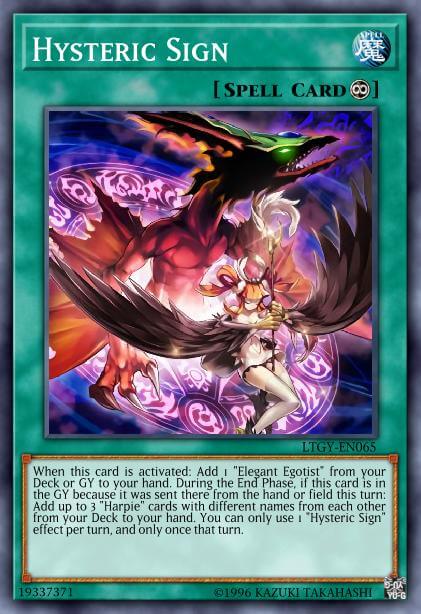 Hysteric Sign
SPELL
魔
[Spell Card]
LTGY-EN065
When this card is activated: Add 1 "Elegant Egotist" from your
Deck or GY to your hand. During the End Phase, if this card is in
the GY because it was sent there from the hand or field this turn:
Add up to 3 "Harpie" cards with different names from each other
from your Deck to your hand. You can only use 1 "Hysteric Sign"
effect per turn, and only once that turn.
19337371
©1996 KAZUKI TAKAHASHI